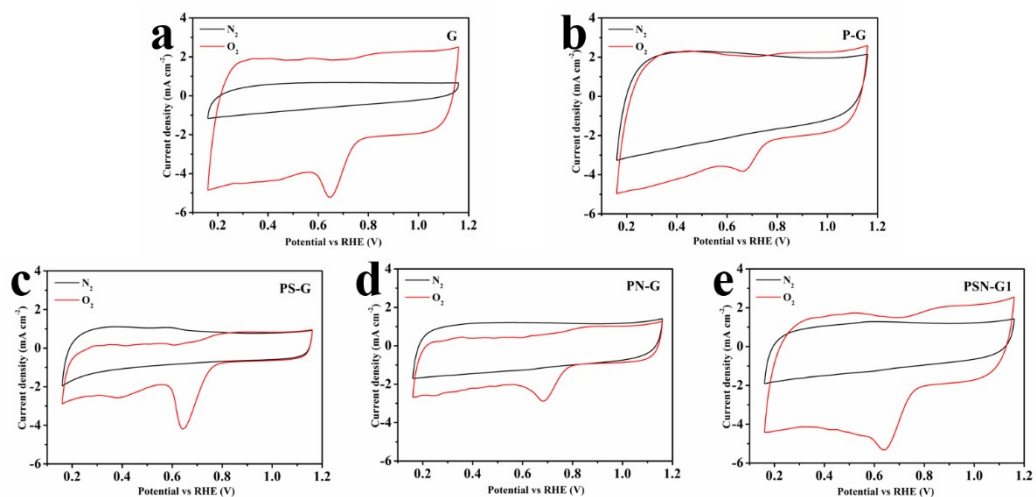 a
N₂
O₂
G
4
2
0
-2
-4
-6
Current density (mA cm⁻²)
0.2 0.4 0.6 0.8 1.0 1.2
Potential vs RHE (V)
b
N₂
O₂
P-G
4
2
0
-2
-4
-6
Current density (mA cm⁻²)
0.2 0.4 0.6 0.8 1.0 1.2
Potential vs RHE (V)
c
N₂
O₂
PS-G
4
2
0
-2
-4
-6
Current density (mA cm⁻²)
0.2 0.4 0.6 0.8 1.0 1.2
Potential vs RHE (V)
d
N₂
O₂
PN-G
4
2
0
-2
-4
-6
Current density (mA cm⁻²)
0.2 0.4 0.6 0.8 1.0 1.2
Potential vs RHE (V)
e
N₂
O₂
PSN-G1
4
2
0
-2
-4
-6
Current density (mA cm⁻²)
0.2 0.4 0.6 0.8 1.0 1.2
Potential vs RHE (V)